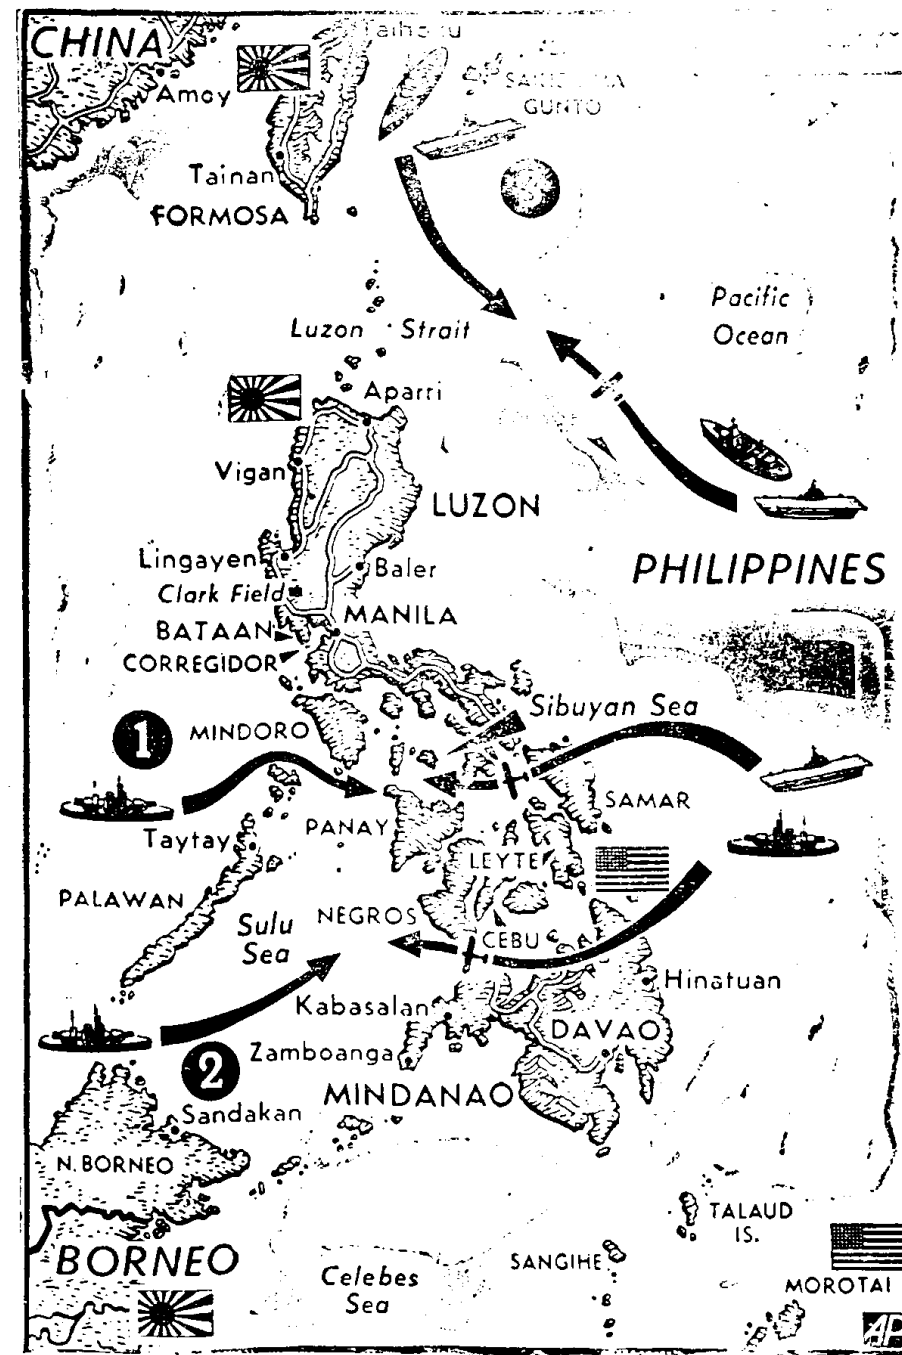 CHINA
Amoy
GUNTO
Tainan
FORMOSA
3
Pacific
Ocean
Luzon Strait
Aparri
Vigan
LUZON
Lingayen
Clark Field
Baler
PHILIPPINES
BATAAN
MANILA
CORREGIDOR
Sibuyan Sea
1
MINDORO
SAMAR
Taytay
PANAY
LEYTE
PALAWAN
NEGROS
Sulu
Sea
CEBU
Hinatuan
Kabasalan
DAVAO
Zamboanga
2
MINDANAO
Sandakan
N. BORNEO
TALAUD
IS.
BORNEO
SANGIHE
Celebes
Sea
MOROTAI
AP